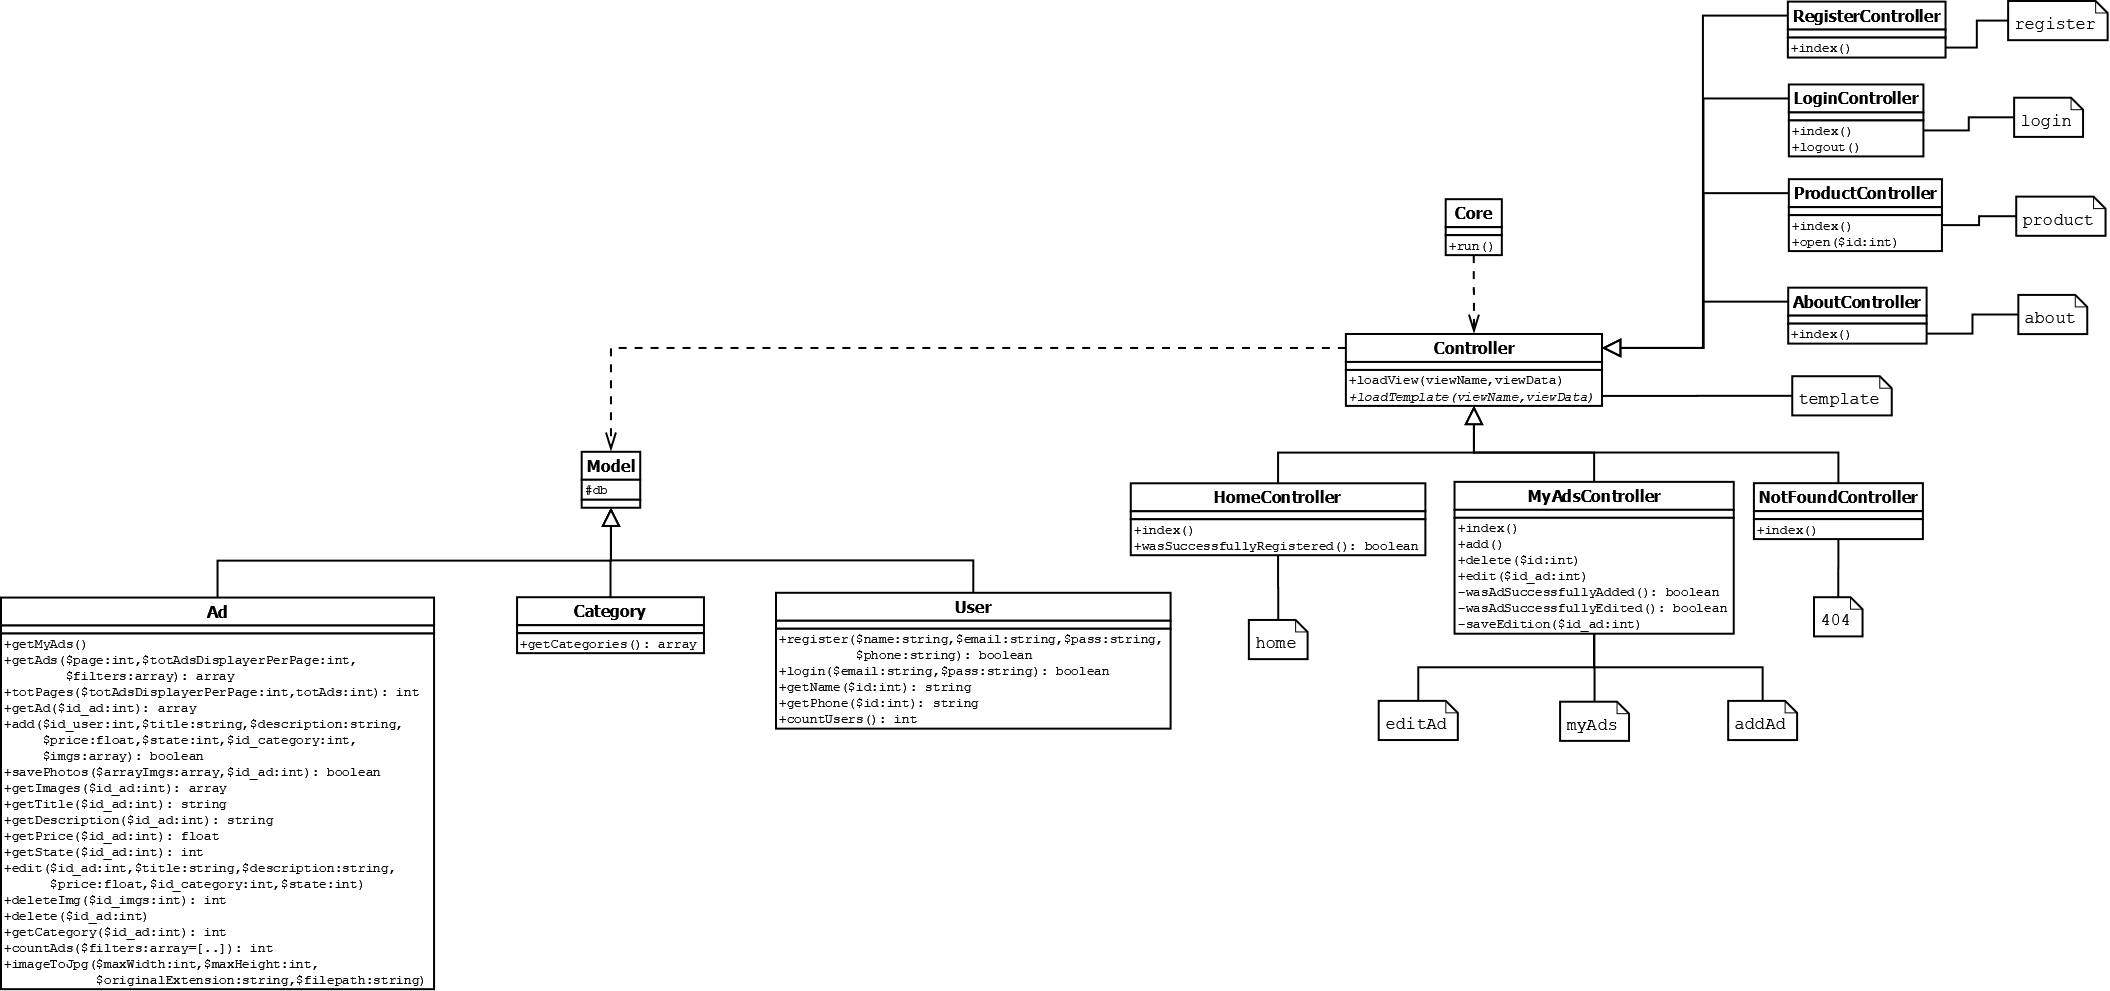 RegisterController
+index()
register
LoginController
+index()
+logout()
login
ProductController
+index()
+open($id:int)
product
Core
+run()
AboutController
+index()
about
Controller
+loadView(viewName,viewData)
+loadTemplate(viewName,viewData)
template
Model
#db
HomeController
+index()
+wasSuccessfullyRegistered(): boolean
home
MyAdsController
+index()
+add()
+delete($id:int)
+edit($id_ad:int)
-wasAdSuccessfullyAdded(): boolean
-wasAdSuccessfullyEdited(): boolean
-saveEdition($id_ad:int)
NotFoundController
+index()
404
editAd
myAds
addAd
Ad
+getMyAds()
+getAds($page:int,$totAdsDisplayerPerPage:int,
$filters:array): array
+totPages($totAdsDisplayerPerPage:int,totAds:int): int
+getAd($id_ad:int): array
+add($id_user:int,$title:string,$description:string,
$price:float,$state:int,$id_category:int,
$imgs:array): boolean
+savePhotos($arrayImgs:array,$id_ad:int): boolean
+getImages($id_ad:int): array
+getTitle($id_ad:int): string
+getDescription($id_ad:int): string
+getPrice($id_ad:int): float
+getState($id_ad:int): int
+edit($id_ad:int,$title:string,$description:string,
$price:float,$id_category:int,$state:int)
+deleteImg($id_imgs:int): int
+delete($id_ad:int)
+getCategory($id_ad:int): int
+countAds($filters:array=[..]): int
+imageToJpg($maxWidth:int,$maxHeight:int,
$originalExtension:string,$filepath:string)
Category
+getCategories(): array
User
+register($name:string,$email:string,$pass:string,
$phone:string): boolean
+login($email:string,$pass:string): boolean
+getName($id:int): string
+getPhone($id:int): string
+countUsers(): int